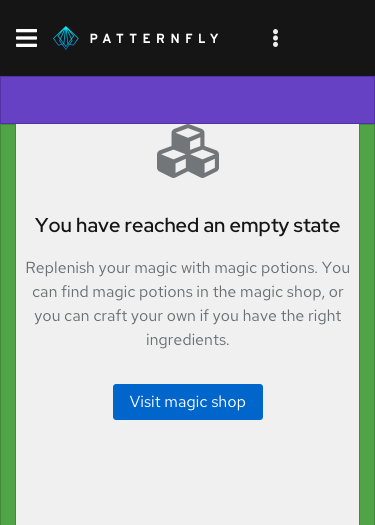 PATTERNFLY
You have reached an empty state
Replenish your magic with magic potions. You
can find magic potions in the magic shop, or
you can craft your own if you have the right
ingredients.
Visit magic shop